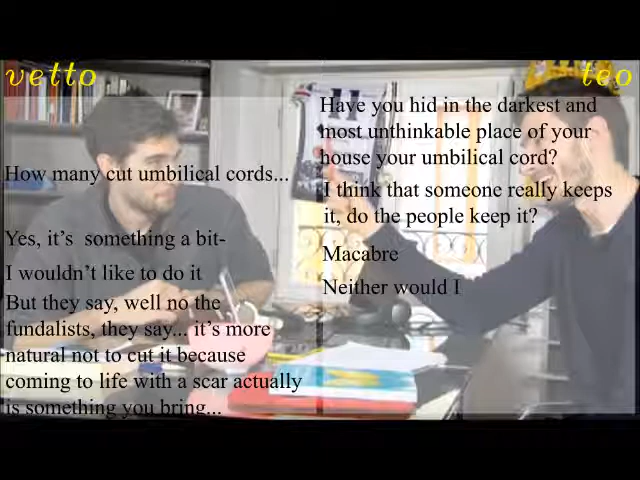 vetto
teo
Have you hid in the darkest and
most unthinkable place of your
house your umbilical cord?
How many cut umbilical cords...
I think that someone really keeps
it, do the people keep it?
Yes, it's something a bit-
Macabre
I wouldn't like to do it
Neither would I
But they say, well no the
fundalists, they say... it's more
natural not to cut it because
coming to life with a scar actually
is something you bring...